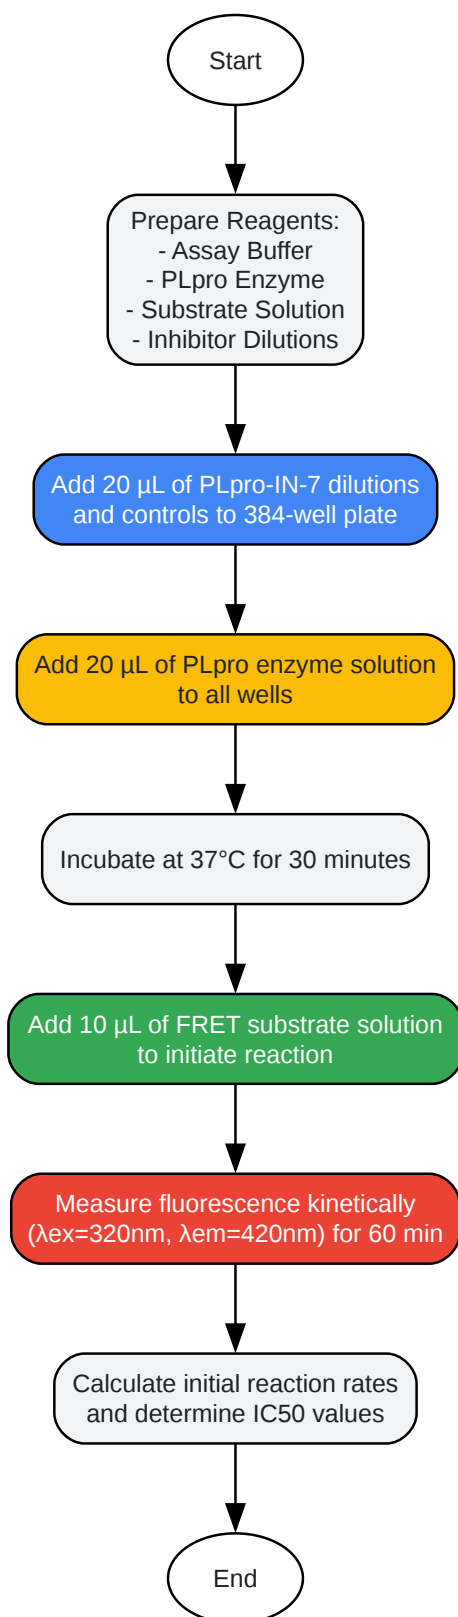 Start
Prepare Reagents:
- Assay Buffer
- PLpro Enzyme
- Substrate Solution
- Inhibitor Dilutions
Add 20 µL of PLpro-IN-7 dilutions
and controls to 384-well plate
Add 20 µL of PLpro enzyme solution
to all wells
Incubate at 37°C for 30 minutes
Add 10 µL of FRET substrate solution
to initiate reaction
Measure fluorescence kinetically
(λex=320nm, λem=420nm) for 60 min
Calculate initial reaction rates
and determine IC50 values
End